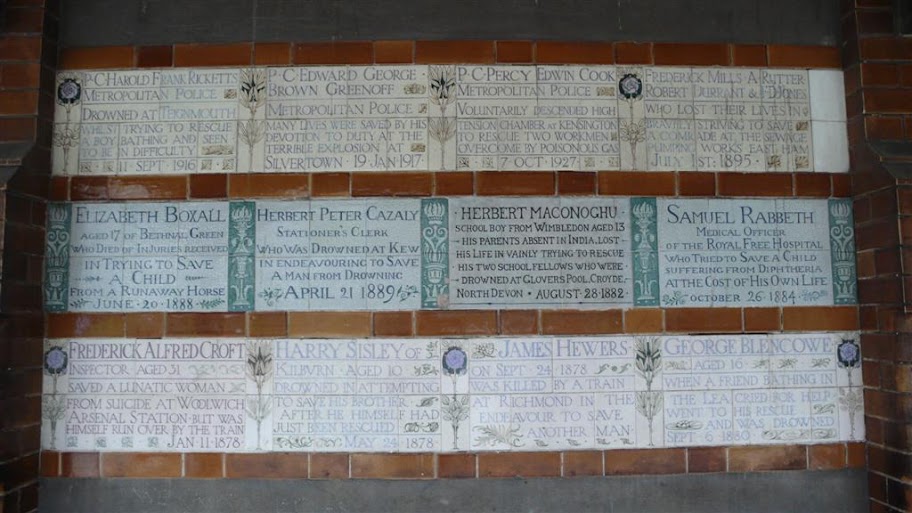 P·C·HAROLD FRANK RICKETTS
METROPOLITAN POLICE
DROWNED AT TEIGNMOUTH
WHILST TRYING TO RESCUE
A BOY BATHING AND SEEN
TO BE IN DIFFICULTY
11 SEPT 1916
P·C·EDWARD GEORGE·
BROWN GREENOFF
METROPOLITAN POLICE
MANY LIVES WERE SAVED BY HIS
DEVOTION TO DUTY AT THE
TERRIBLE EXPLOSION AT
SILVERTOWN·19 JAN 1917·
P·C·PERCY EDWIN COOK
METROPOLITAN POLICE
VOLUNTARILY DESCENDED HIGH
TENSION CHAMBER AT KENSINGTON
TO RESCUE TWO WORKMEN
OVERCOME BY POISONOUS GAS
7 OCT 1927
FREDERICK MILLS·A·RUTTER
ROBERT DURRANT & F·D·JONES
WHO LOST THEIR LIVES IN
BRAVELY STRIVING TO SAVE
A COMRADE AT THE SEWAGE
PUMPING WORKS EAST HAM
JULY 1ST·1895·
ELIZABETH BOXALL
AGED 17 OF BETHNAL GREEN
WHO DIED OF INJURIES RECEIVED
IN TRYING TO SAVE
A CHILD
FROM A RUNAWAY HORSE
JUNE·20·1888
HERBERT PETER CAZALY
STATIONER'S CLERK
WHO WAS DROWNED AT KEW
IN ENDEAVOURING TO SAVE
A MAN FROM DROWNING
APRIL 21 1889
HERBERT MACONOGHU
SCHOOL BOY FROM WIMBLEDON AGED 13
HIS PARENTS ABSENT IN INDIA, LOST
HIS LIFE IN VAINLY TRYING TO RESCUE
HIS TWO SCHOOL FELLOWS WHO WERE
DROWNED AT GLOVERS POOL, CROYDE,
NORTH DEVON·AUGUST·28·1882
SAMUEL RABBETH
MEDICAL OFFICER
OF THE ROYAL FREE HOSPITAL
WHO TRIED TO SAVE A CHILD
SUFFERING FROM DIPHTHERIA
AT THE COST OF HIS OWN LIFE
OCTOBER 26·1884
FREDERICK ALFRED CROFT
INSPECTOR AGED 31
SAVED A LUNATIC WOMAN
FROM SUICIDE AT WOOLWICH
ARSENAL STATION BUT WAS
HIMSELF RUN OVER BY THE TRAIN
JAN·11·1878
HARRY SISLEY OF
KILBURN AGED 10
DROWNED IN ATTEMPTING
TO SAVE HIS BROTHER
AFTER HE HIMSELF HAD
JUST BEEN RESCUED
MAY 24 1878
JAMES HEWERS
ON SEPT 24 1878
WAS KILLED BY A TRAIN
AT RICHMOND IN THE
ENDEAVOUR TO SAVE
ANOTHER MAN
GEORGE BLENCOWE
AGED 16
WHEN A FRIEND BATHING IN
THE LEA CRIED FOR HELP
WENT TO HIS RESCUE
AND WAS DROWNED
SEPT 6 1880